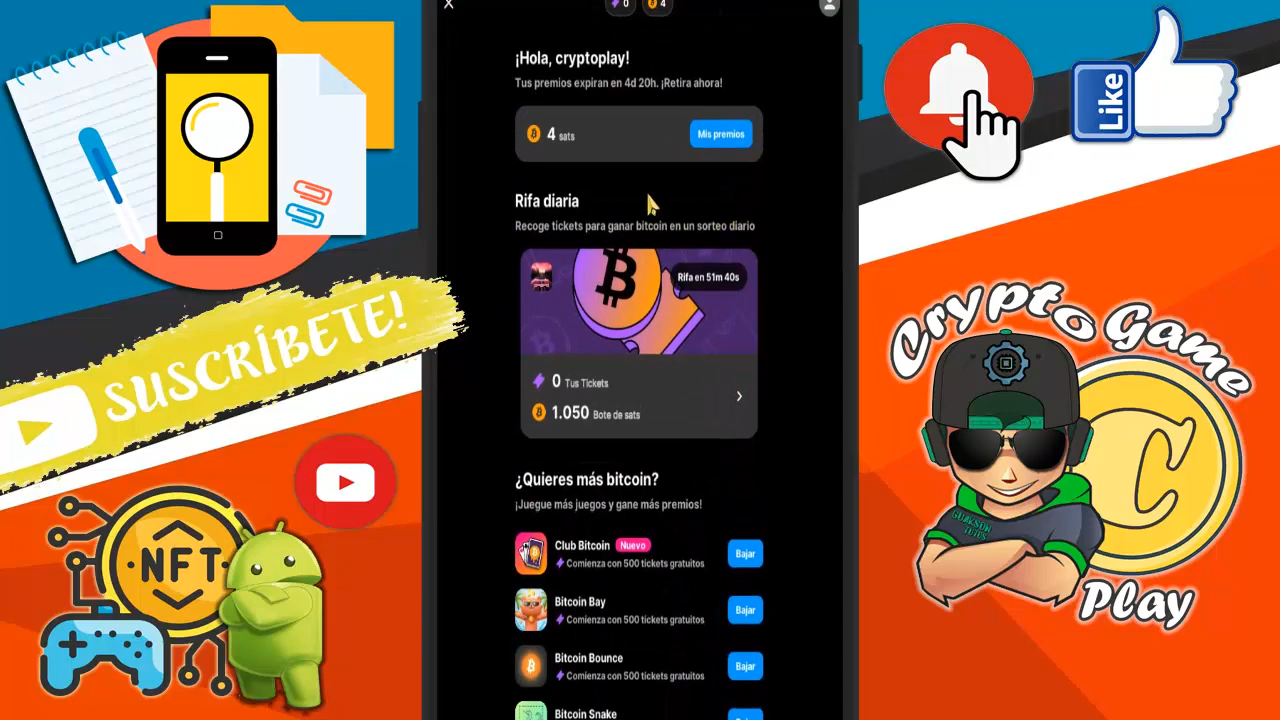 X
0
4
¡Hola, cryptoplay!
Tus premios expiran en 4d 20h. ¡Retira ahora!
4 sats
Mis premios
Rifa diaria
Recoge tickets para ganar bitcoin en un sorteo diario
Rifa en 51m 40s
0 Tus Tickets
1.050 Bote de sats
¿Quieres más bitcoin?
¡Juegue más juegos y gane más premios!
Club Bitcoin Nuevo
Comienza con 500 tickets gratuitos
Bajar
Bitcoin Bay
Comienza con 500 tickets gratuitos
Bajar
Bitcoin Bounce
Comienza con 500 tickets gratuitos
Bajar
Bitcoin Snake
SUSCRÍBETE!
NFT
Like
Crypto Game
Play
C